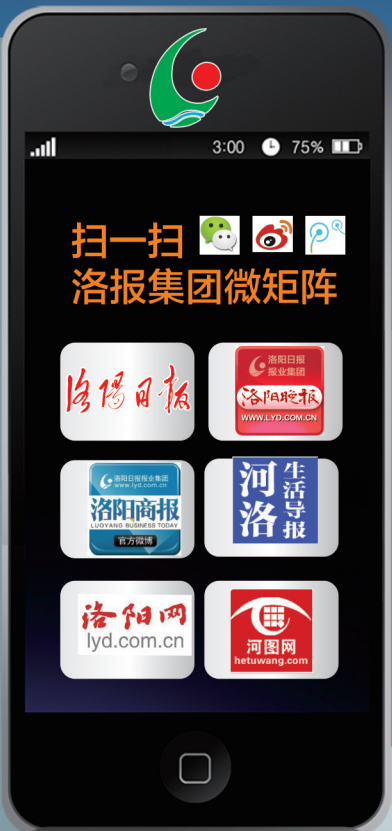 3:00 75%
扫一扫
洛报集团微矩阵
洛陽日报
洛阳日报
报业集团
洛阳晚报
WWW.LYD.COM.CN
洛阳日报报业集团
www.lyd.com.cn
洛阳商报
LUOYANG BUSINESS TODAY
官方微博
河洛
生活导报
洛阳网
lyd.com.cn
河图网
hetuwang.com